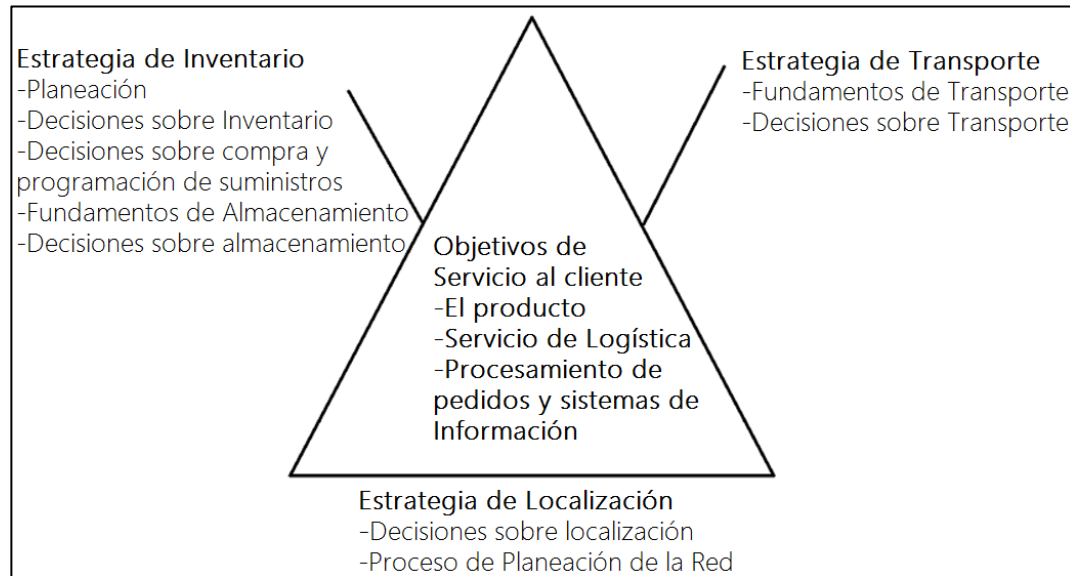 Estrategia de Inventario
-Planeación
-Decisiones sobre Inventario
-Decisiones sobre compra y
programación de suministros
-Fundamentos de Almacenamiento
-Decisiones sobre almacenamiento
Estrategia de Transporte
-Fundamentos de Transporte
-Decisiones sobre Transporte
Objetivos de
Servicio al cliente
-El producto
-Servicio de Logística
-Procesamiento de
pedidos y sistemas de
Información
Estrategia de Localización
-Decisiones sobre localización
-Proceso de Planeación de la Red